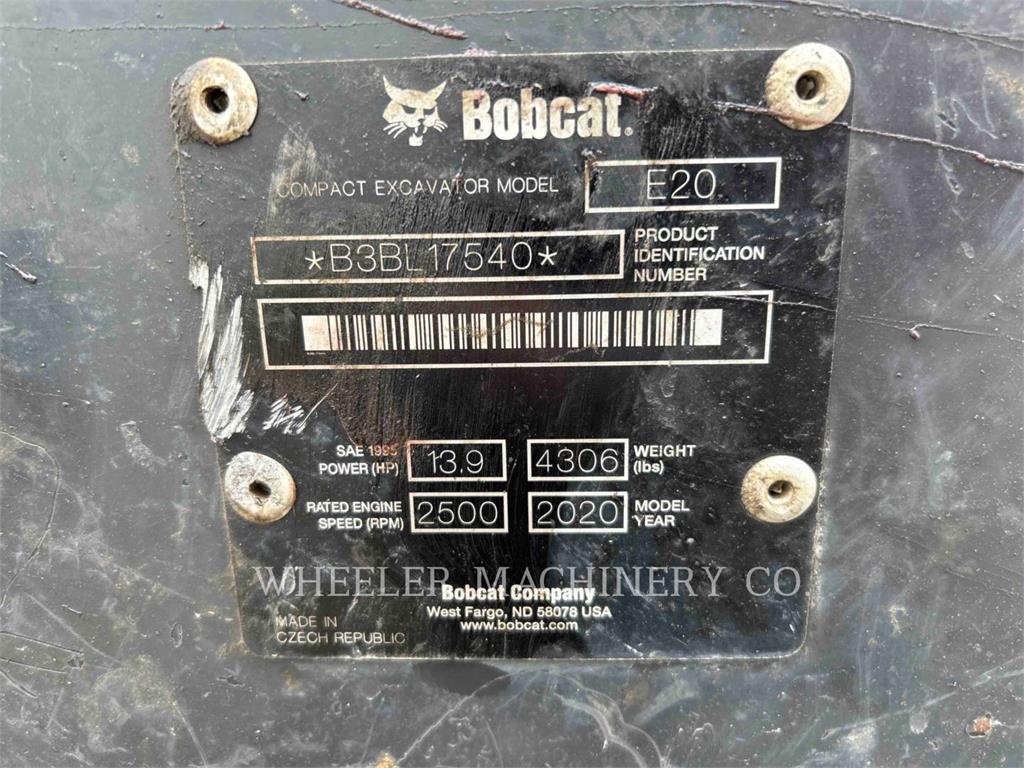 Bobcat®
COMPACT EXCAVATOR MODEL E20
*B3BL17540* PRODUCT
IDENTIFICATION
NUMBER
SAE 1995
POWER (HP) 13.9 4306 WEIGHT
(lbs)
RATED ENGINE
SPEED (RPM) 2500 2020 MODEL
YEAR
WHEELER MACHINERY CO.
Bobcat Company
West Fargo, ND 58078 USA
www.bobcat.com
MADE IN
CZECH REPUBLIC